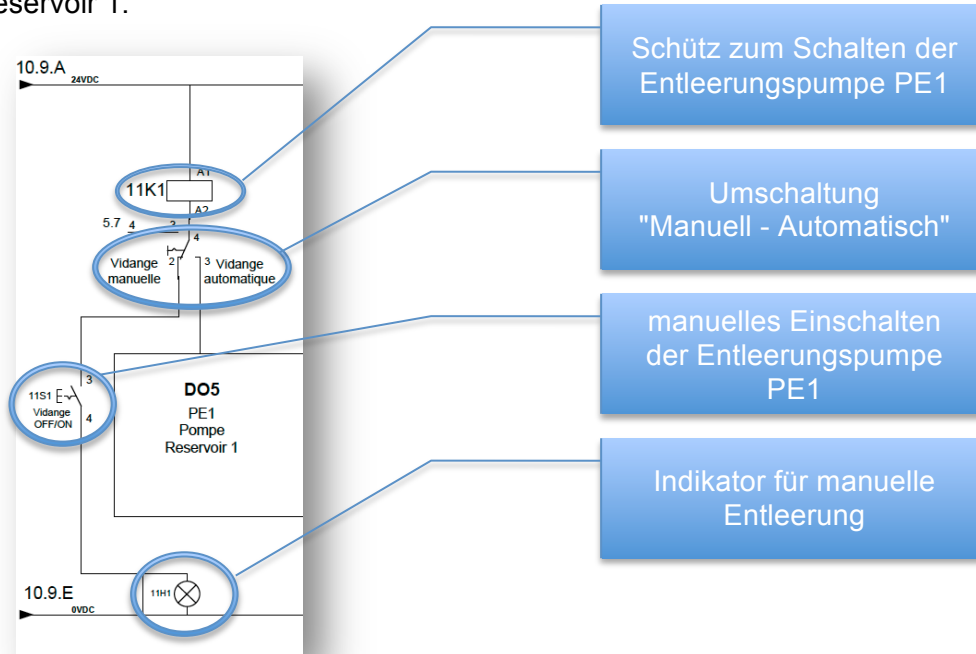 Reservoir 1.
10.9.A
24VDC
A1
11K1
A2
5.7 4 2
4
Vidange manuelle
2
3
Vidange automatique
3
11S1
Vidange OFF/ON
4
DO5
PE1
Pompe
Reservoir 1
10.9.E
0VDC
11H1
Schütz zum Schalten der
Entleerungspumpe PE1
Umschaltung
"Manuell - Automatisch"
manuelles Einschalten
der Entleerungspumpe
PE1
Indikator für manuelle
Entleerung